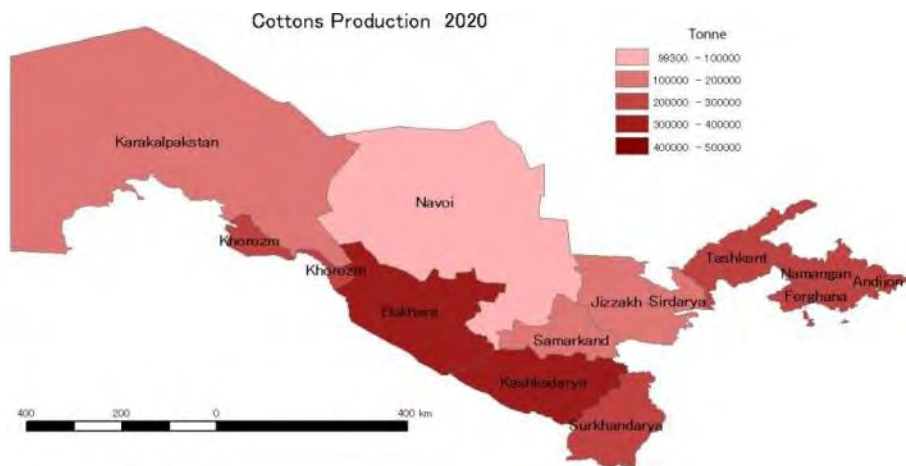 Cottons Production 2020
Tonne
99300 - 100000
100000 - 200000
200000 - 300000
300000 - 400000
400000 - 500000
Karakalpakstan
Navoi
Khorozm
Khorezm
Tashkent
Namangan
Andijon
Ferghana
Bukhara
Jizzakh
Sirdarya
Samarkand
Kashkadarya
Surkhandarya
400 200 0 400 km